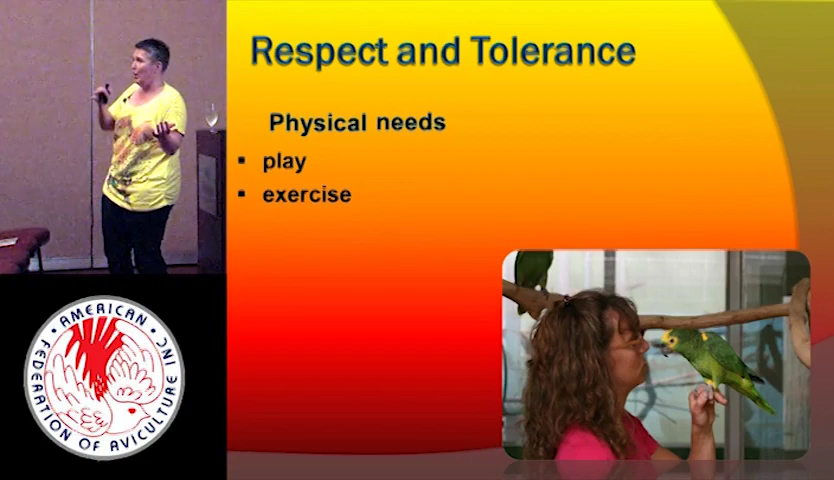 Respect and Tolerance
Physical needs
▪ play
▪ exercise
• AMERICAN •
FEDERATION OF AVICULTURE INC